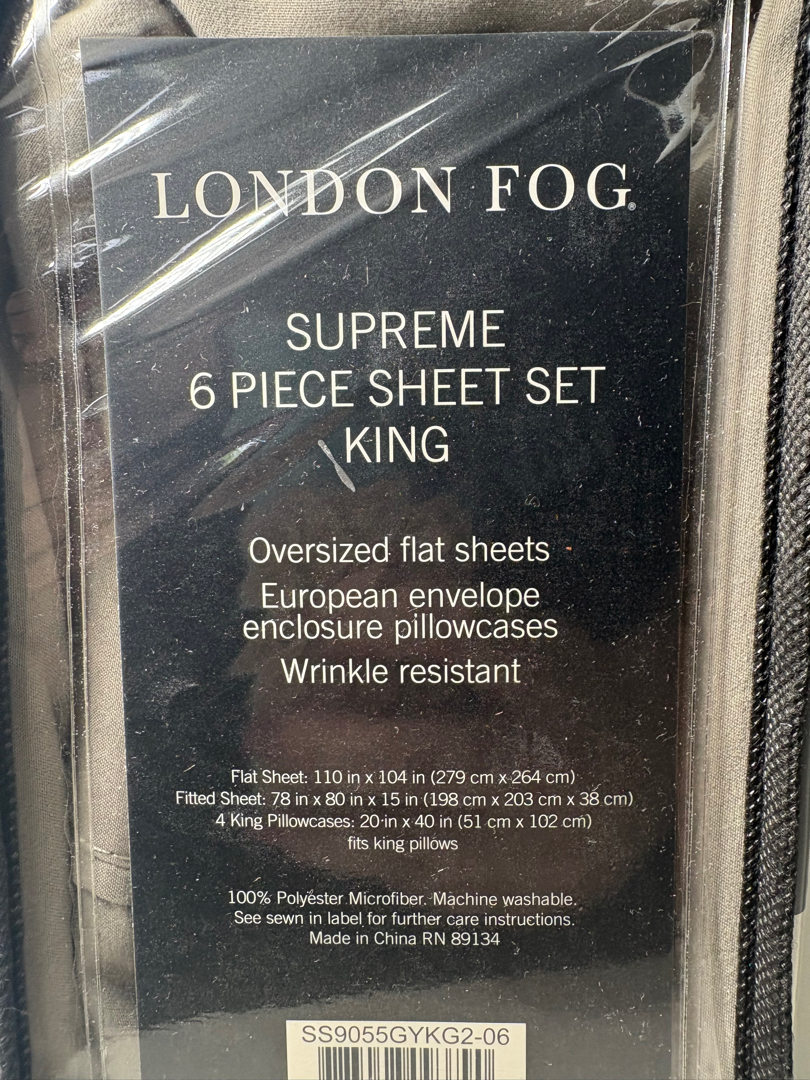 LONDON FOG®
SUPREME
6 PIECE SHEET SET
KING
Oversized flat sheets
European envelope
enclosure pillowcases
Wrinkle resistant
Flat Sheet: 110 in x 104 in (279 cm x 264 cm)
Fitted Sheet: 78 in x 80 in x 15 in (198 cm x 203 cm x 38 cm)
4 King Pillowcases: 20 in x 40 in (51 cm x 102 cm)
fits king pillows
100% Polyester Microfiber. Machine washable.
See sewn in label for further care instructions.
Made in China RN 89134
SS9055GYKG2-06